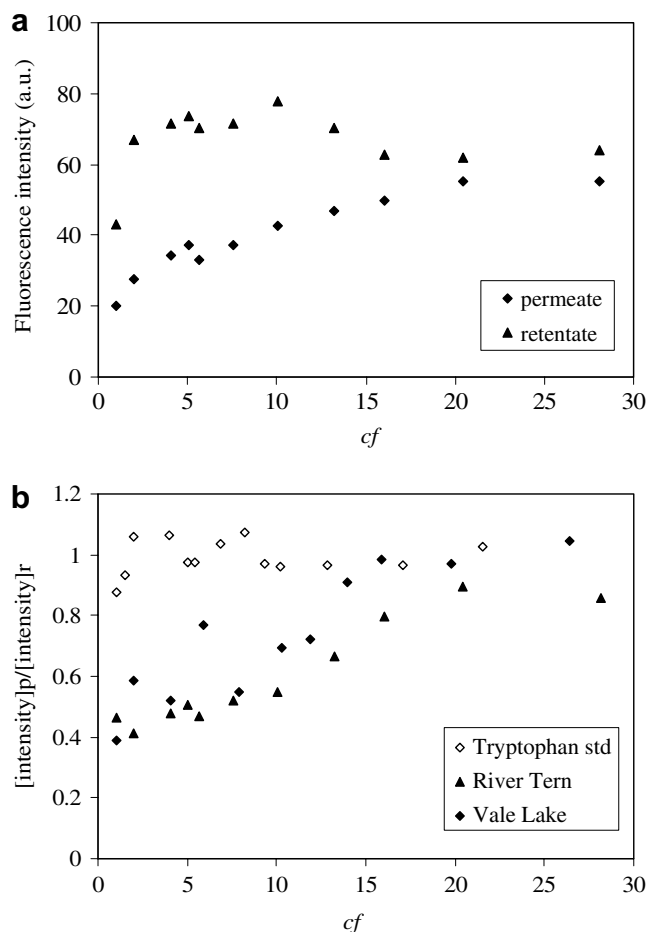 a
100
80
60
40
20
0
Fluorescence intensity (a.u.)
permeate
retentate
0 5 10 15 20 25 30
cf
b
1.2
1
0.8
0.6
0.4
0.2
0
[intensity]p/[intensity]r
Tryptophan std
River Tern
Vale Lake
0 5 10 15 20 25 30
cf